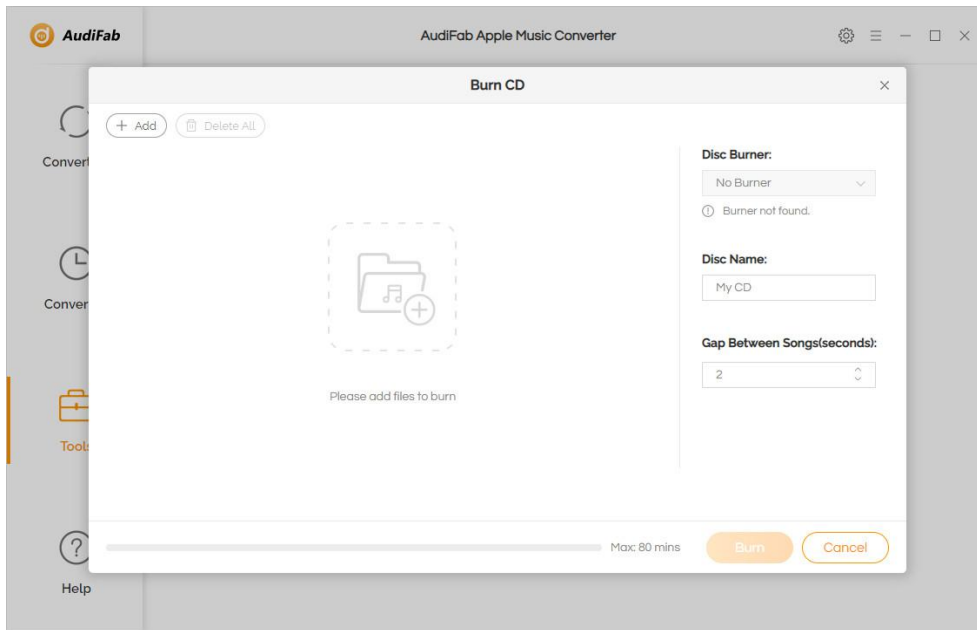 AudiFab
AudiFab Apple Music Converter
Burn CD
Add
Delete All
Disc Burner:
No Burner
Burner not found.
Disc Name:
My CD
Gap Between Songs(seconds):
2
Please add files to burn
Max: 80 mins
Burn
Cancel
Tools
Help